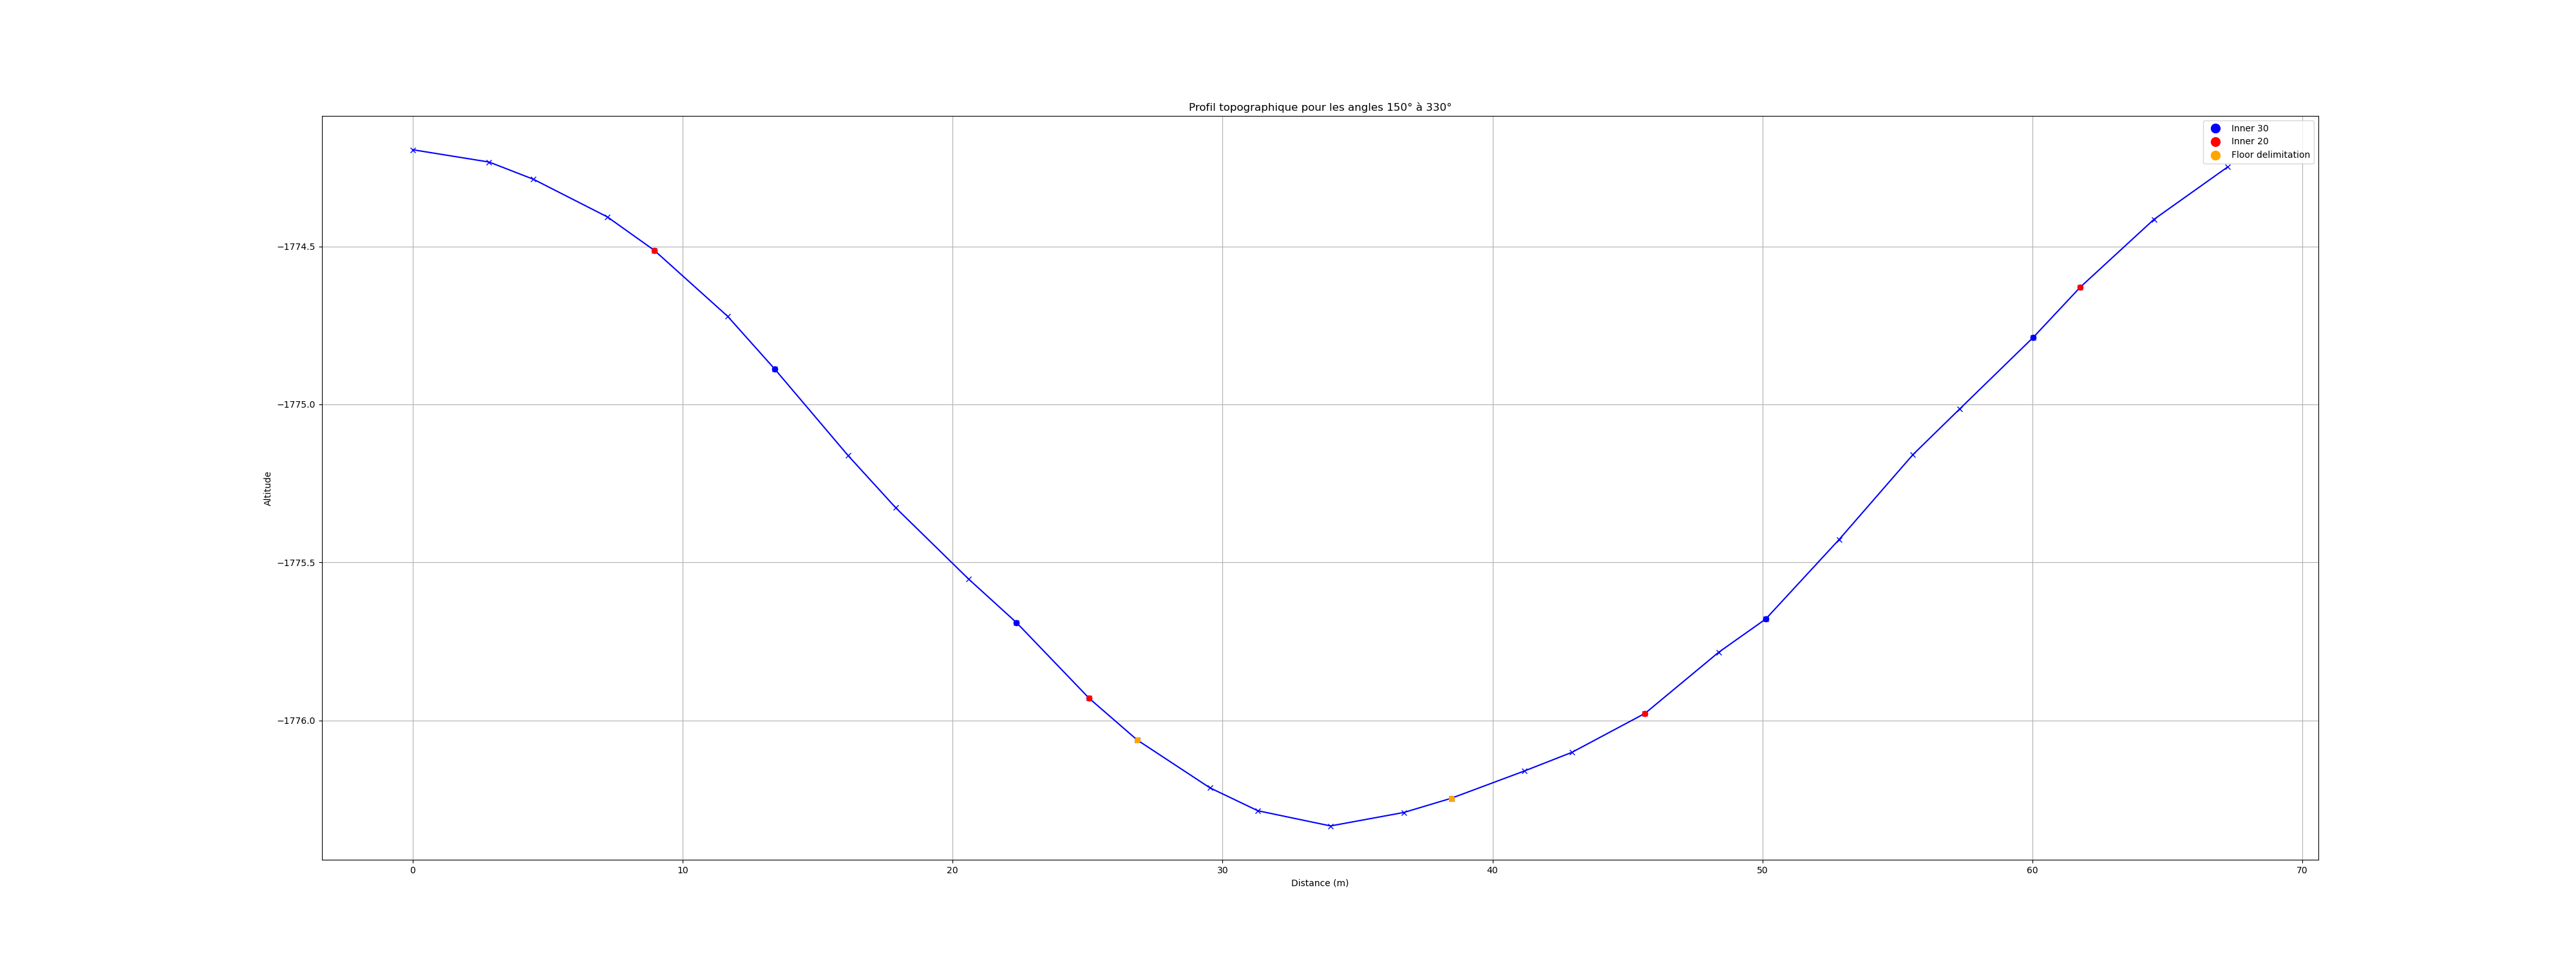 Profil topographique pour les angles 150° à 330°
Inner 30
Inner 20
Floor delimitation
−1774.5
−1775.0
−1775.5
−1776.0
Altitude
0 10 20 30 40 50 60 70
Distance (m)